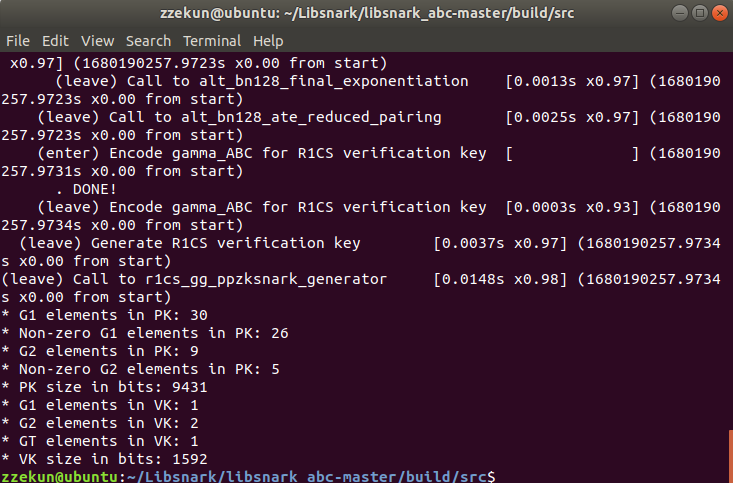 zzekun@ubuntu: ~/Libsnark/libsnark_abc-master/build/src
File Edit View Search Terminal Help
x0.97] (1680190257.9723s x0.00 from start)
(leave) Call to alt_bn128_final_exponentiation [0.0013s x0.97] (1680190
257.9723s x0.00 from start)
(leave) Call to alt_bn128_ate_reduced_pairing [0.0025s x0.97] (1680190
257.9723s x0.00 from start)
(enter) Encode gamma_ABC for R1CS verification key [ ] (1680190
257.9731s x0.00 from start)
. DONE!
(leave) Encode gamma_ABC for R1CS verification key [0.0003s x0.93] (1680190
257.9734s x0.00 from start)
(leave) Generate R1CS verification key [0.0037s x0.97] (1680190257.9734
s x0.00 from start)
(leave) Call to r1cs_gg_ppzksnark_generator [0.0148s x0.98] (1680190257.9734
s x0.00 from start)
* G1 elements in PK: 30
* Non-zero G1 elements in PK: 26
* G2 elements in PK: 9
* Non-zero G2 elements in PK: 5
* PK size in bits: 9431
* G1 elements in VK: 1
* G2 elements in VK: 2
* GT elements in VK: 1
* VK size in bits: 1592
zzekun@ubuntu:~/Libsnark/libsnark_abc-master/build/src$